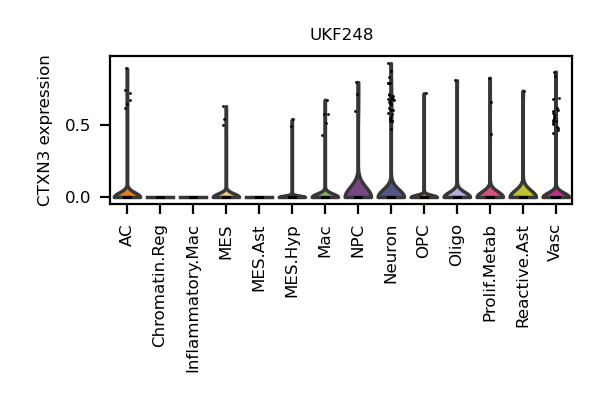 UKF248
CTXN3 expression
0.5
0.0
AC
Chromatin.Reg
Inflammatory.Mac
MES
MES.Ast
MES.Hyp
Mac
NPC
Neuron
OPC
Oligo
Prolif.Metab
Reactive.Ast
Vasc